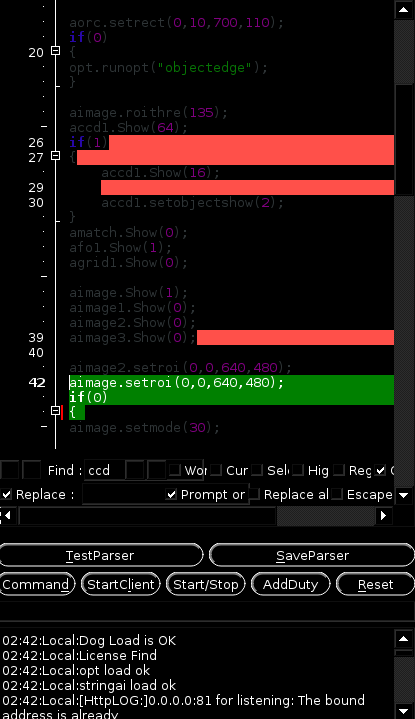 aorc.setrect(0,10,700,110);
if(0)
20 {
opt.runopt("objectedge");
}
aimage.roithre(135);
accd1.Show(64);
26 if(1)
27 {
accd1.Show(16);
29
30 accd1.setobjectshow(2);
}
amatch.Show(0);
afo1.Show(1);
agrid1.Show(0);
aimage.Show(1);
aimage1.Show(0);
aimage2.Show(0);
39 aimage3.Show(0);
40
aimage2.setroi(0,0,640,480);
42 aimage.setroi(0,0,640,480);
if(0)
{
aimage.setmode(30);
Find : ccd Wor Cur Sel Hig Reg
Replace : Prompt or Replace al Escape
TestParser SaveParser
Command StartClient Start/Stop AddDuty Reset
02:42:Local:Dog Load is OK
02:42:Local:License Find
02:42:Local:opt load ok
02:42:Local:stringai load ok
02:42:Local:[HttpLOG:]0.0.0.0:81 for listening: The bound
address is already